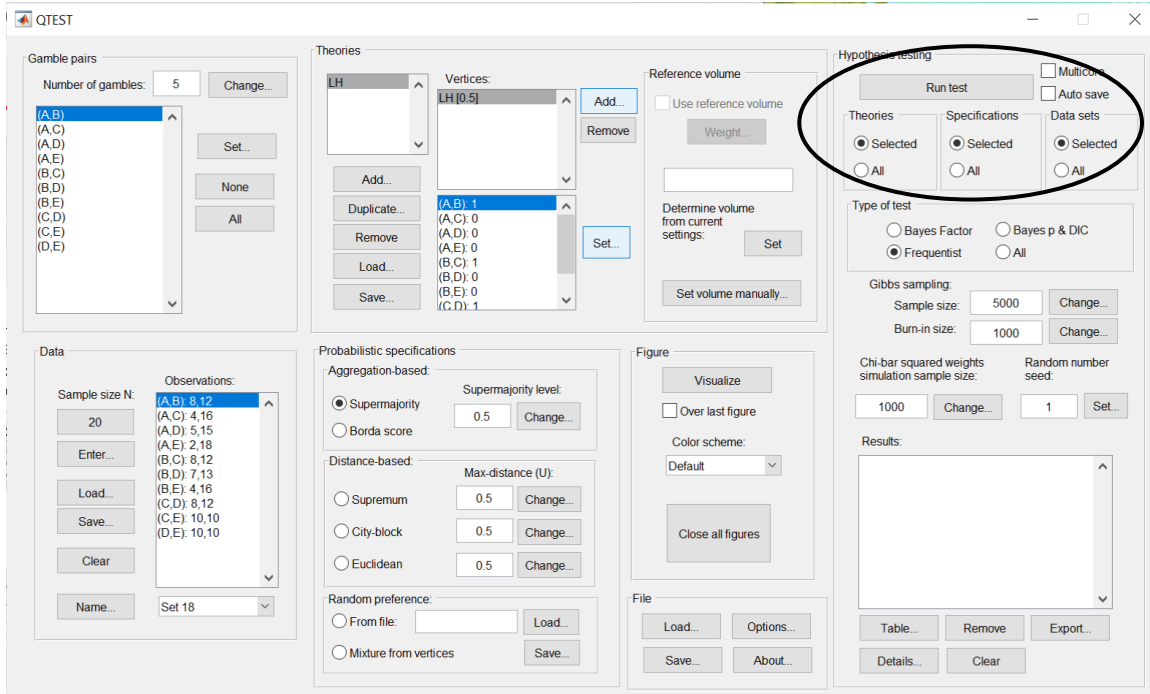 QTEST
Gamble pairs
Number of gambles: 5 Change...
(A,B)
(A,C)
(A,D)
(A,E)
(B,C)
(B,D)
(B,E)
(C,D)
(C,E)
(D,E)
Set...
None
All
Theories
LH
Add...
Duplicate...
Remove
Load...
Save...
Vertices:
LH [0.5]
Add...
Remove
(A,B): 1
(A,C): 0
(A,D): 0
(A,E): 0
(B,C): 1
(B,D): 0
(B,E): 0
(C,D): 1
Set...
Reference volume
Use reference volume
Weight...
Determine volume
from current
settings:
Set
Set volume manually...
Hypothesis testing
Run test
Multicore
Auto save
Theories
Selected
All
Specifications
Selected
All
Data sets
Selected
All
Type of test
Bayes Factor Bayes p & DIC
Frequentist All
Gibbs sampling:
Sample size: 5000 Change...
Burn-in size: 1000 Change...
Chi-bar squared weights
simulation sample size:
1000 Change...
Random number
seed:
1 Set...
Results:
Table... Remove Export...
Details... Clear
Data
Sample size N:
20
Enter...
Load...
Save...
Clear
Name... Set 18
Observations:
(A,B): 8,12
(A,C): 4,16
(A,D): 5,15
(A,E): 2,18
(B,C): 8,12
(B,D): 7,13
(B,E): 4,16
(C,D): 8,12
(C,E): 10,10
(D,E): 10,10
Probabilistic specifications
Aggregation-based:
Supermajority level:
Supermajority 0.5 Change...
Borda score
Distance-based:
Max-distance (U):
Supremum 0.5 Change...
City-block 0.5 Change...
Euclidean 0.5 Change...
Random preference:
From file: Load...
Mixture from vertices Save...
Figure
Visualize
Over last figure
Color scheme:
Default
Close all figures
File
Load... Options...
Save... About...